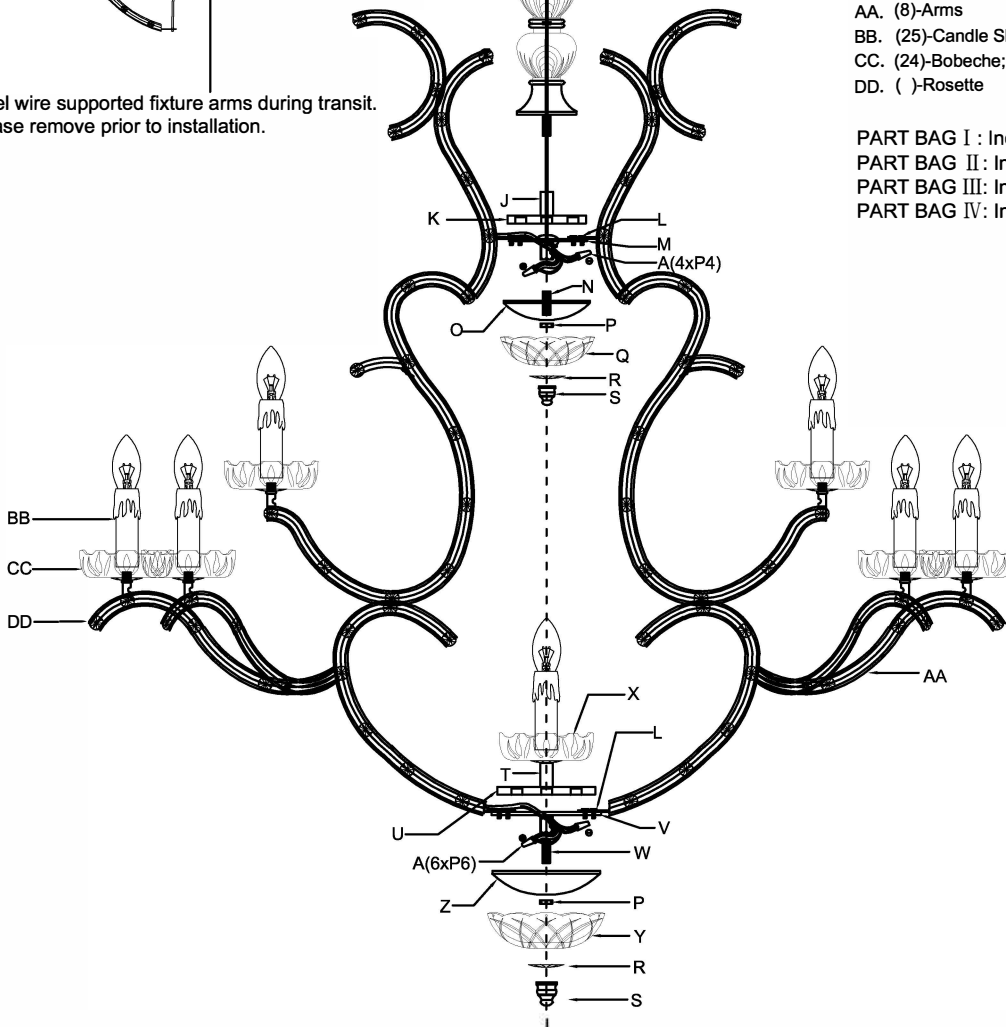 el wire supported fixture arms during transit.
ase remove prior to installation.
AA. (8)-Arms
BB. (25)-Candle Sl
CC. (24)-Bobeche;
DD. ( )-Rosette
PART BAG I : In
PART BAG II: In
PART BAG III: In
PART BAG IV: In
J
K
L
M
A(4xP4)
N
O
P
Q
R
S
BB
CC
DD
AA
X
L
T
U
V
A(6xP6)
W
Z
P
Y
R
S